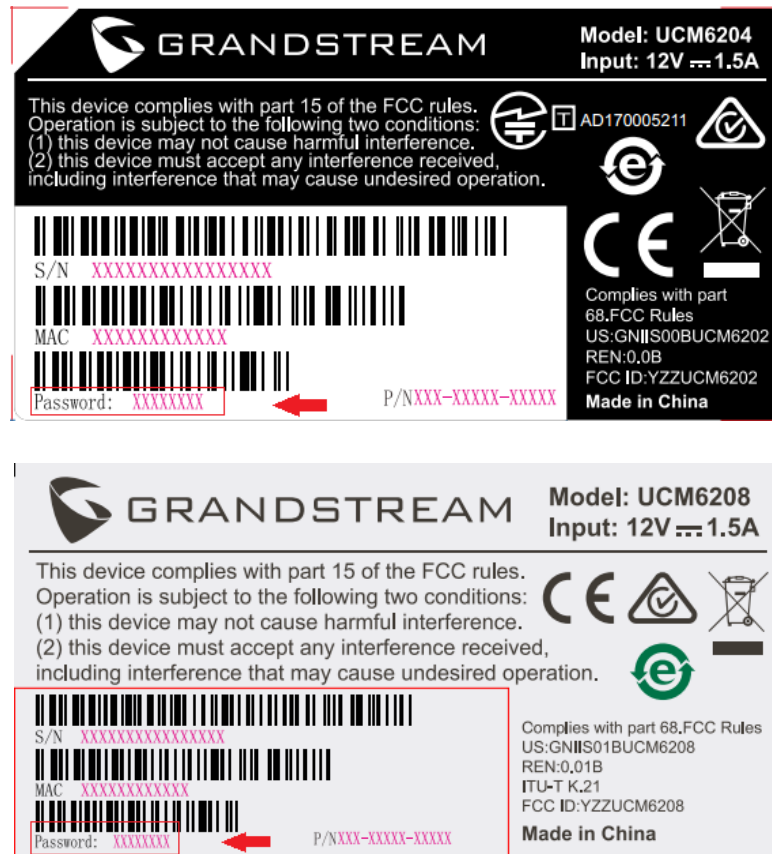 GRANDSTREAM
Model: UCM6204
Input: 12V ⎓ 1.5A
This device complies with part 15 of the FCC rules.
Operation is subject to the following two conditions:
(1) this device may not cause harmful interference.
(2) this device must accept any interference received,
including interference that may cause undesired operation.
T AD170005211
e
CE
S/N XXXXXXXXXXXXXXXX
MAC XXXXXXXXXXXX
Password: XXXXXXXX
P/NXXX-XXXXX-XXXXX
Complies with part
68.FCC Rules
US:GNIIS00BUCM6202
REN:0.0B
FCC ID:YZZUCM6202
Made in China
GRANDSTREAM
Model: UCM6208
Input: 12V ⎓ 1.5A
This device complies with part 15 of the FCC rules.
Operation is subject to the following two conditions:
(1) this device may not cause harmful interference.
(2) this device must accept any interference received,
including interference that may cause undesired operation.
CE
e
S/N XXXXXXXXXXXXXXXX
MAC XXXXXXXXXXXX
Password: XXXXXXXX
P/NXXX-XXXXX-XXXXX
Complies with part 68.FCC Rules
US:GNIIS01BUCM6208
REN:0.01B
ITU-T K.21
FCC ID:YZZUCM6208
Made in China